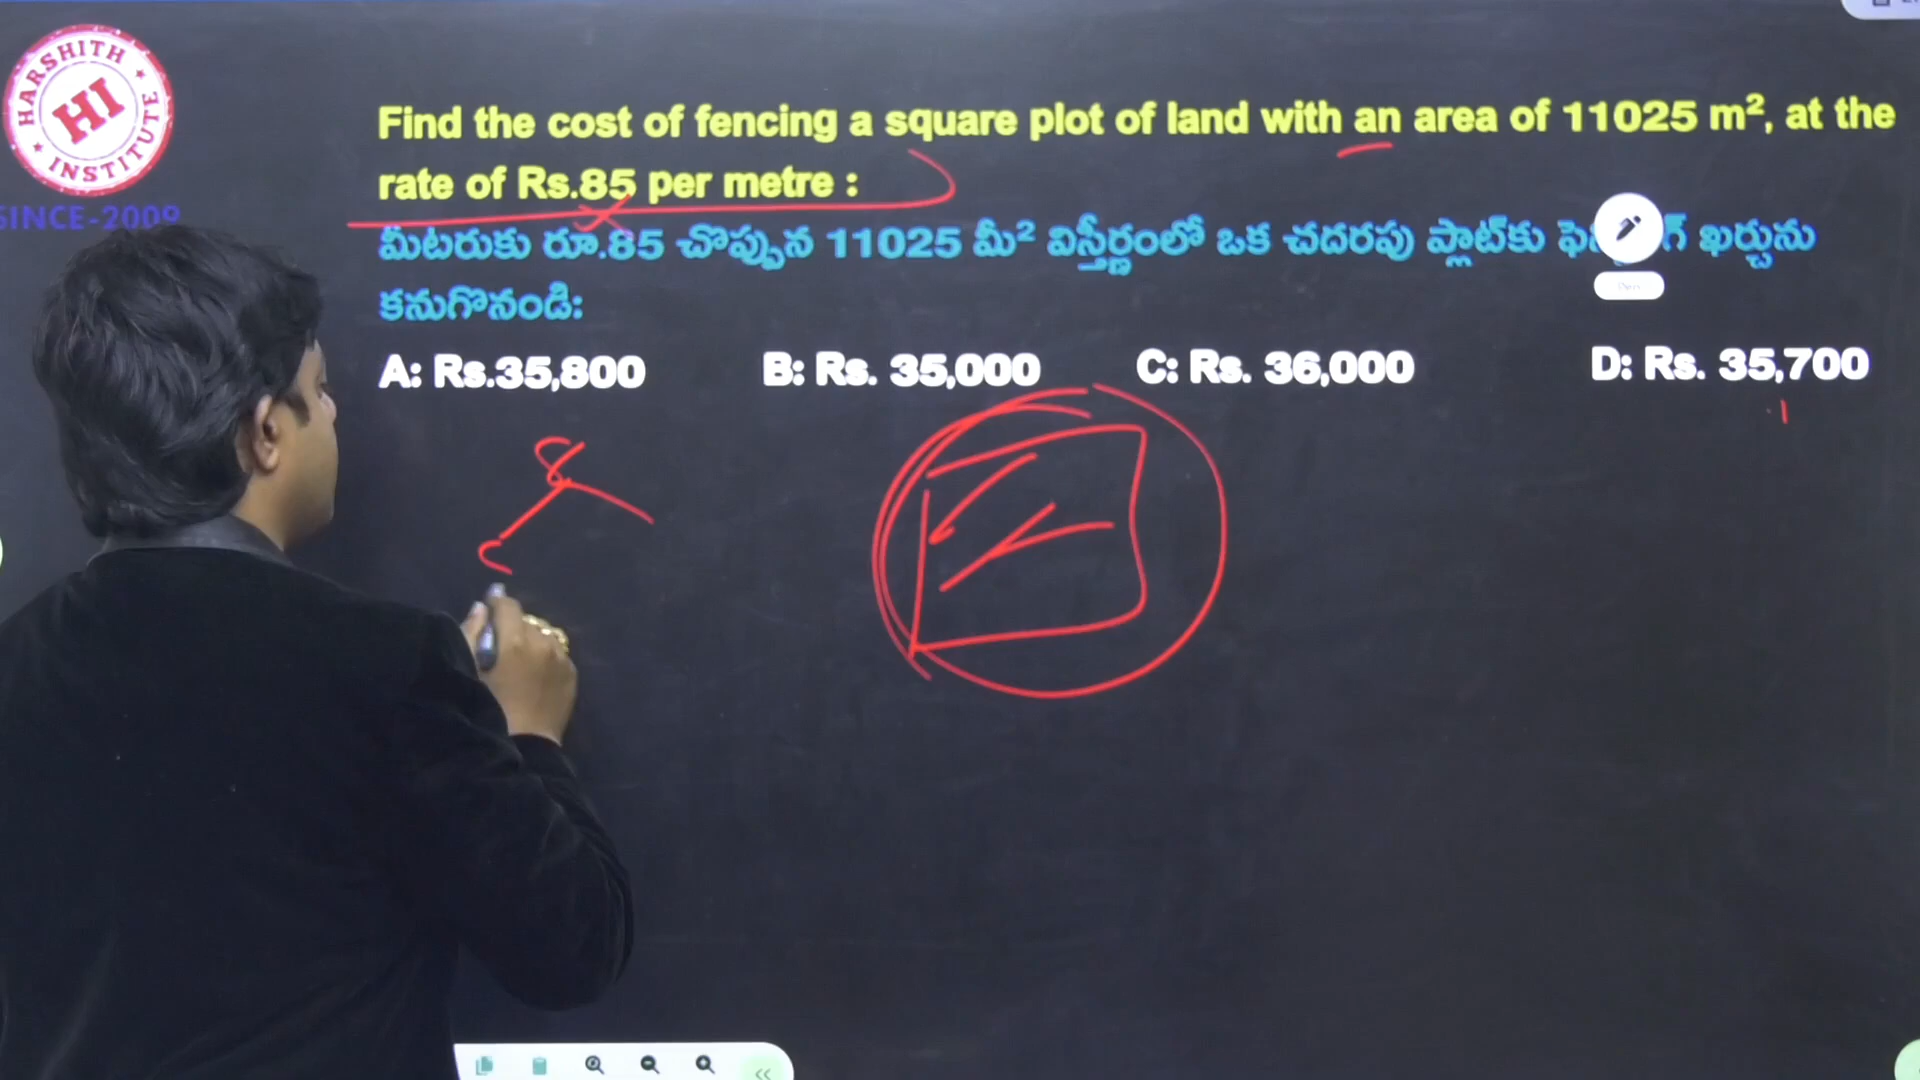 HARSHITH
HI
INSTITUTE
SINCE-2009
Find the cost of fencing a square plot of land with an area of 11025 m², at the
rate of Rs.85 per metre :
మీటరుకు రూ.85 చొప్పున 11025 మీ² విస్తీర్ణంలో ఒక చదరపు ప్లాట్‌కు ఖర్చును
కనుగొనండి:
A: Rs.35,800 B: Rs. 35,000 C: Rs. 36,000 D: Rs. 35,700
8